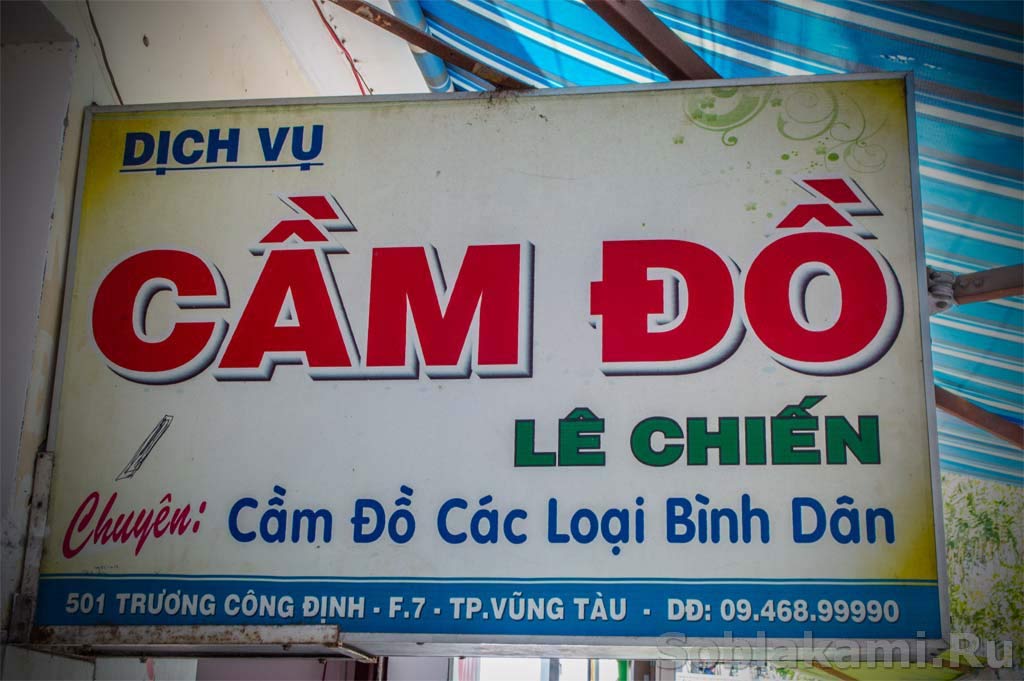 DỊCH VỤ
CẦM ĐỒ
LÊ CHIẾN
Chuyên: Cầm Đồ Các Loại Bình Dân
501 TRƯƠNG CÔNG ĐỊNH - F.7 - TP.VŨNG TÀU - DĐ: 09.468.99990
Soblakami.Ru